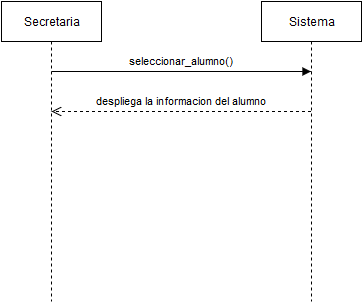 Secretaria
Sistema
seleccionar_alumno()
despliega la informacion del alumno